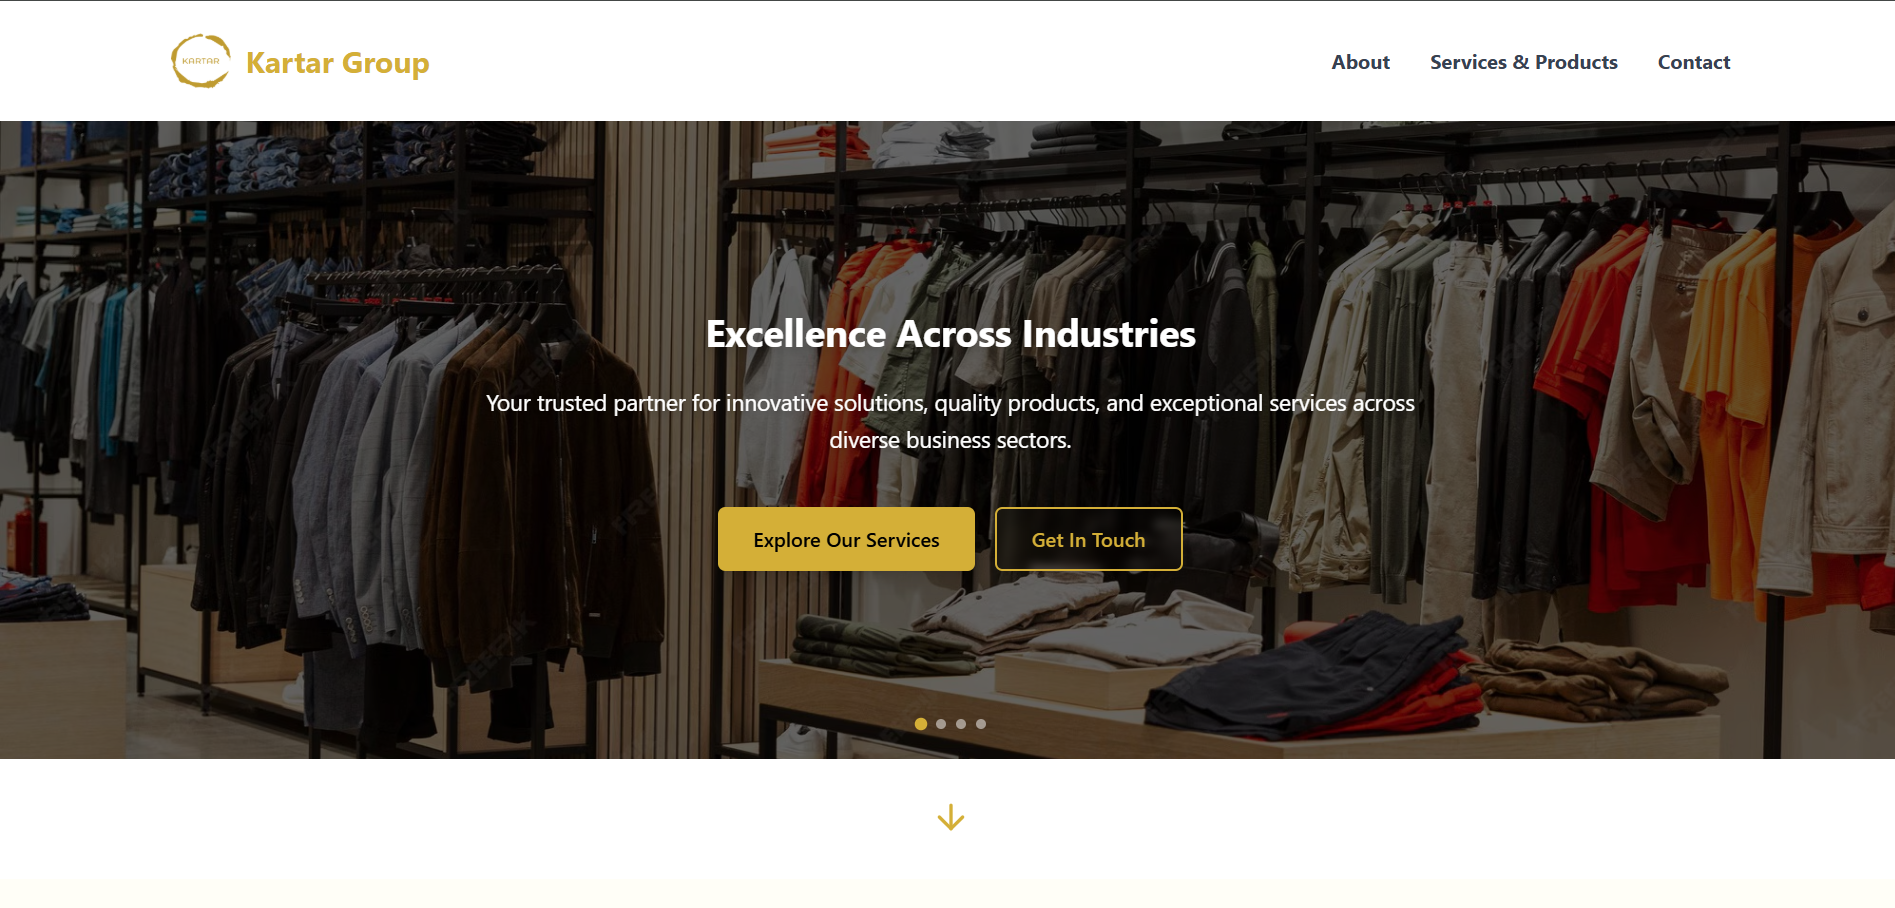 KARTAR
Kartar Group
About
Services & Products
Contact
Excellence Across Industries
Your trusted partner for innovative solutions, quality products, and exceptional services across
diverse business sectors.
Explore Our Services
Get In Touch